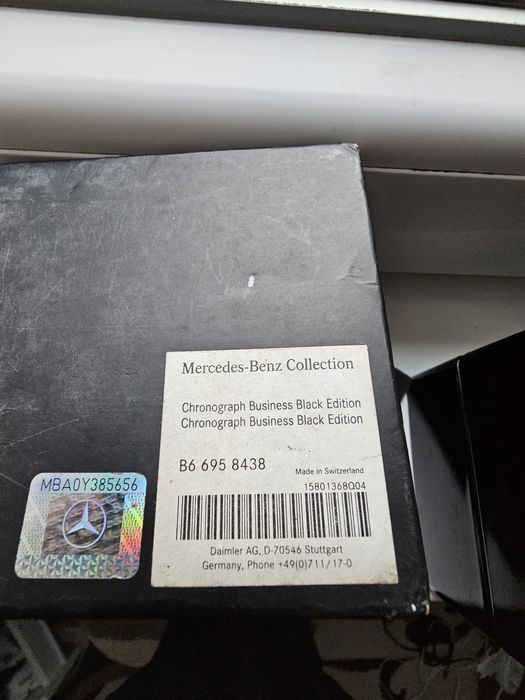 Mercedes-Benz Collection
Chronograph Business Black Edition
Chronograph Business Black Edition
B6 695 8438
Made in Switzerland
15801368Q04
Daimler AG, D-70546 Stuttgart
Germany, Phone +49(0)711/17-0
MBA0Y385656